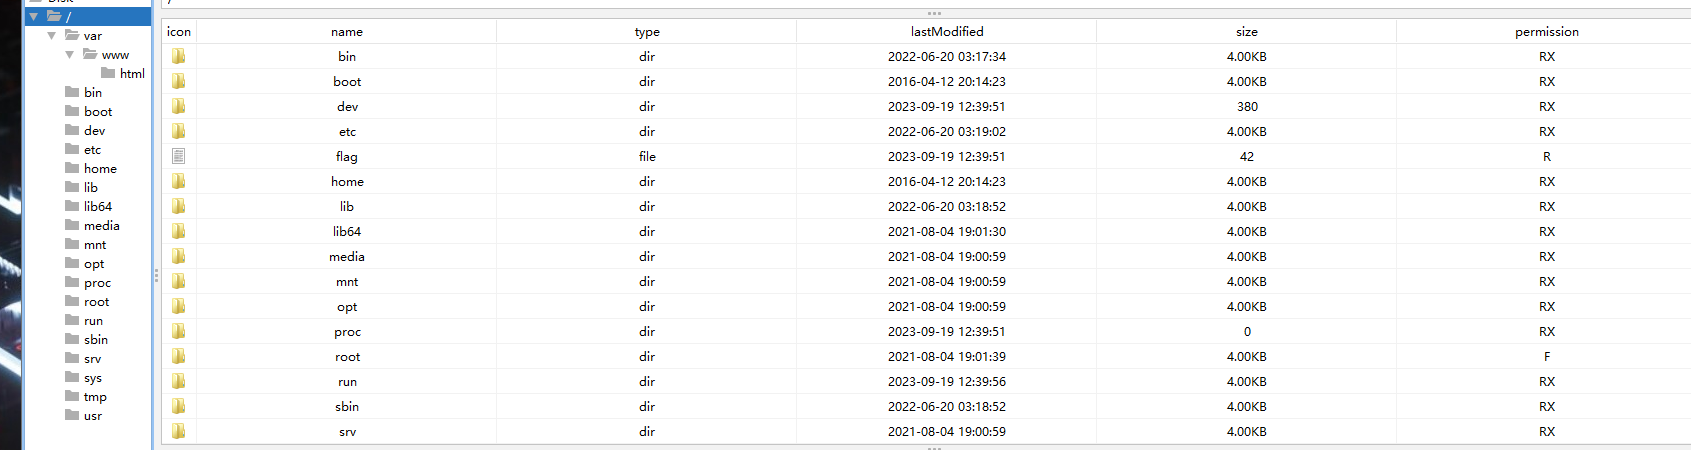 /
var
www
html
bin
boot
dev
etc
home
lib
lib64
media
mnt
opt
proc
root
run
sbin
srv
sys
tmp
usr
icon name type lastModified size permission
bin dir 2022-06-20 03:17:34 4.00KB RX
boot dir 2016-04-12 20:14:23 4.00KB RX
dev dir 2023-09-19 12:39:51 380 RX
etc dir 2022-06-20 03:19:02 4.00KB RX
flag file 2023-09-19 12:39:51 42 R
home dir 2016-04-12 20:14:23 4.00KB RX
lib dir 2022-06-20 03:18:52 4.00KB RX
lib64 dir 2021-08-04 19:01:30 4.00KB RX
media dir 2021-08-04 19:00:59 4.00KB RX
mnt dir 2021-08-04 19:00:59 4.00KB RX
opt dir 2021-08-04 19:00:59 4.00KB RX
proc dir 2023-09-19 12:39:51 0 RX
root dir 2021-08-04 19:01:39 4.00KB F
run dir 2023-09-19 12:39:56 4.00KB RX
sbin dir 2022-06-20 03:18:52 4.00KB RX
srv dir 2021-08-04 19:00:59 4.00KB RX